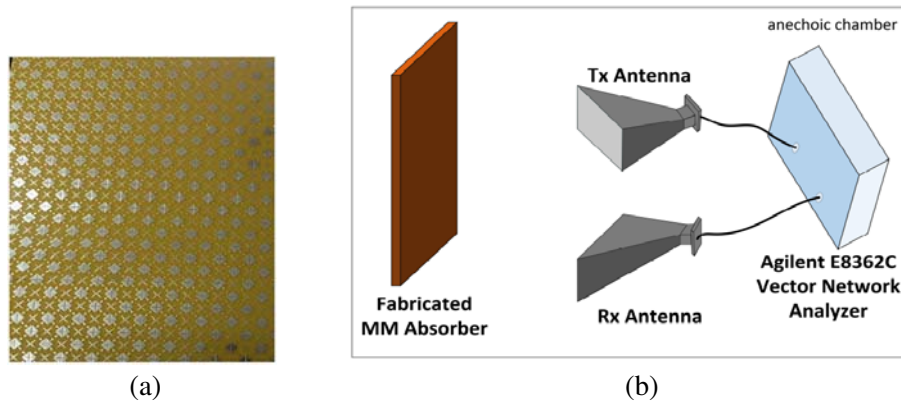 anechoic chamber
Tx Antenna
Fabricated
MM Absorber
Rx Antenna
Agilent E8362C
Vector Network
Analyzer
(a)
(b)